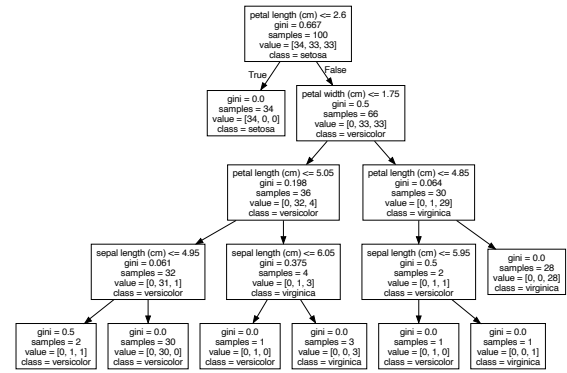 petal length (cm) <= 2.6
gini = 0.667
samples = 100
value = [34, 33, 33]
class = setosa
True
False
gini = 0.0
samples = 34
value = [34, 0, 0]
class = setosa
petal width (cm) <= 1.75
gini = 0.5
samples = 66
value = [0, 33, 33]
class = versicolor
petal length (cm) <= 5.05
gini = 0.198
samples = 36
value = [0, 32, 4]
class = versicolor
petal length (cm) <= 4.85
gini = 0.064
samples = 30
value = [0, 1, 29]
class = virginica
sepal length (cm) <= 4.95
gini = 0.061
samples = 32
value = [0, 31, 1]
class = versicolor
sepal length (cm) <= 6.05
gini = 0.375
samples = 4
value = [0, 1, 3]
class = virginica
sepal length (cm) <= 5.95
gini = 0.5
samples = 2
value = [0, 1, 1]
class = versicolor
gini = 0.0
samples = 28
value = [0, 0, 28]
class = virginica
gini = 0.5
samples = 2
value = [0, 1, 1]
class = versicolor
gini = 0.0
samples = 30
value = [0, 30, 0]
class = versicolor
gini = 0.0
samples = 1
value = [0, 1, 0]
class = versicolor
gini = 0.0
samples = 3
value = [0, 0, 3]
class = virginica
gini = 0.0
samples = 1
value = [0, 1, 0]
class = versicolor
gini = 0.0
samples = 1
value = [0, 0, 1]
class = virginica